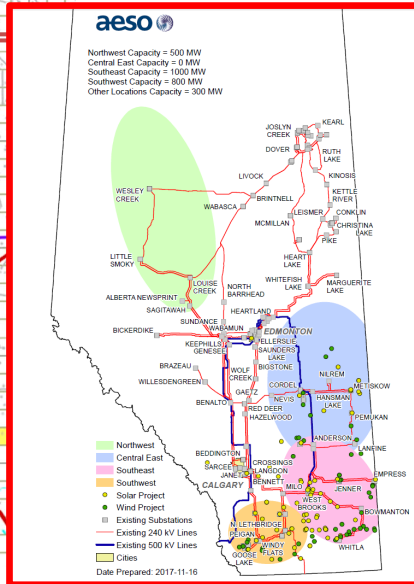 aeso
Northwest Capacity = 500 MW
Central East Capacity = 0 MW
Southeast Capacity = 1000 MW
Southwest Capacity = 800 MW
Other Locations Capacity = 300 MW
KEARL
JOSLYN
CREEK
DOVER
RUTH
LAKE
LIVOCK
KINOSIS
WESLEY
CREEK
BRINTNELL
KETTLE
RIVER
WABASCA
LEISMER
CONKLIN
MCMILLAN
CHRISTINA
LAKE
PIKE
HEART
LAKE
LITTLE
SMOKY
LOUISE
CREEK
WHITEFISH
LAKE
MARGUERITE
LAKE
NORTH
BARRHEAD
ALBERTA NEWSPRINT
SAGITAWAH
HEARTLAND
SUNDANCE
BICKERDIKE
WABAMUN
EDMONTON
KEEPHILLS
ELLERSLIE
GENESEE
SAUNDERS
LAKE
BRAZEAU
WOLF
CREEK
BIGSTONE
NILREM
WILLESDENGREEN
CORDEL
METISKOW
GAETZ
NEVIS
HANSMAN
LAKE
BENALTO
RED DEER
HAZELWOOD
PEMUKAN
ANDERSON
LANFINE
Northwest
Central East
Southeast
Southwest
Solar Project
Wind Project
Existing Substations
Existing 240 kV Lines
Existing 500 kV Lines
Cities
Date Prepared: 2017-11-16
BEDDINGTON
CROSSINGS
SARCEE
LANGDON
JANET
BENNETT
EMPRESS
CALGARY
MILO
JENNER
WEST
BROOKS
BOWMANTON
N LETHBRIDGE
PEIGAN
WINDY
FLATS
GOOSE
LAKE
WHITLA